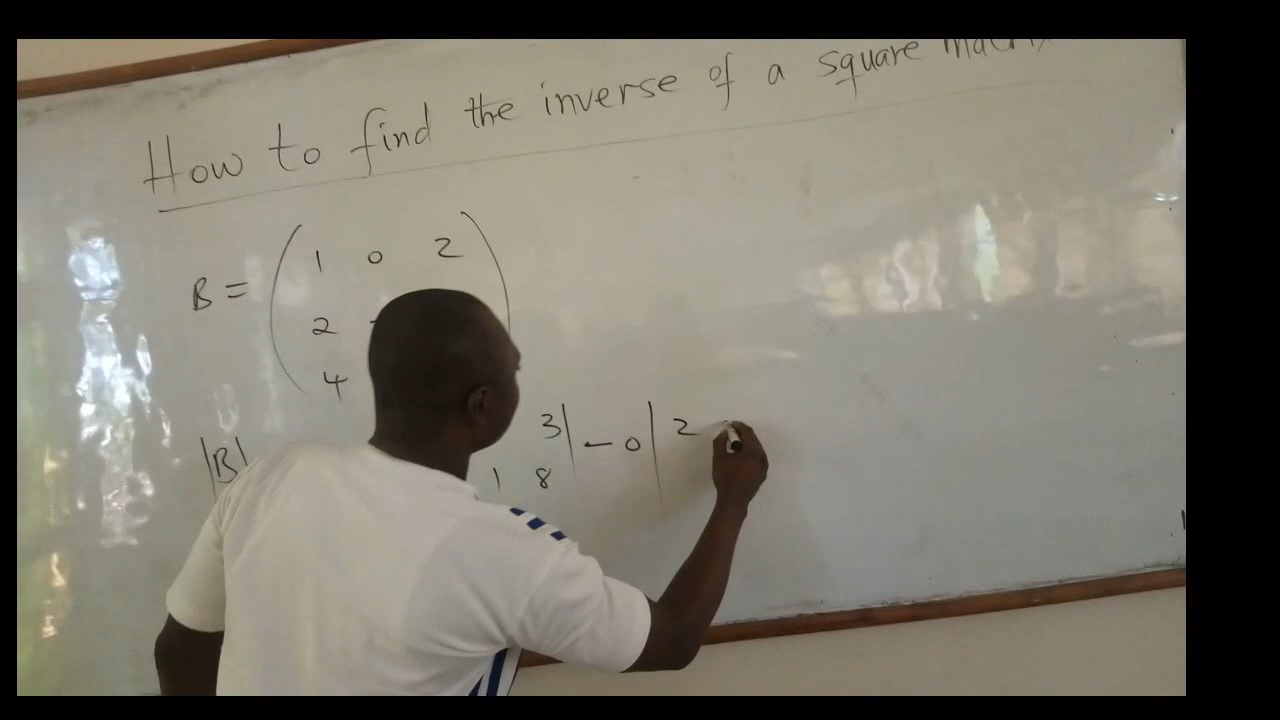 How to find the inverse of a square matrix
B = ( 1 0 2 )
2
4
|B| 3 | - 0 | 2
1 8